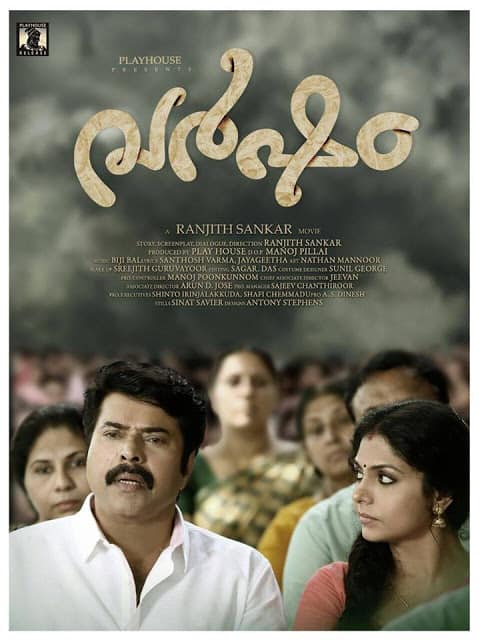 PLAYHOUSE
RELEASE
PLAYHOUSE
PRESENTS
വർഷം
A RANJITH SANKAR MOVIE
STORY, SCREENPLAY, DIALOGUE, DIRECTION RANJITH SANKAR
PRODUCED BY PLAY HOUSE D.O.P. MANOJ PILLAI
MUSIC BIJI BAL LYRICS SANTHOSH VARMA, JAYAGEETHA ART NATHAN MANNOOR
MAKE UP SREEJITH GURUVAYOOR EDITING, SAGAR, DAS COSTUME DESIGNER SUNIL GEORGE
PRO.CONTROLLER MANOJ POONKUNNOM CHIEF ASSOCIATE DIRECTOR JEEVAN
ASSOCIATE DIRECTOR ARUN D. JOSE PRO. MANAGER SAJEEV CHANTHIROOR
PRO.EXECUTIVES SHINTO IRINJALAKKUDA, SHAFI CHEMMADU PRO A. S. DINESH
STILLS SINAT SAVIER DESIGNS ANTONY STEPHENS